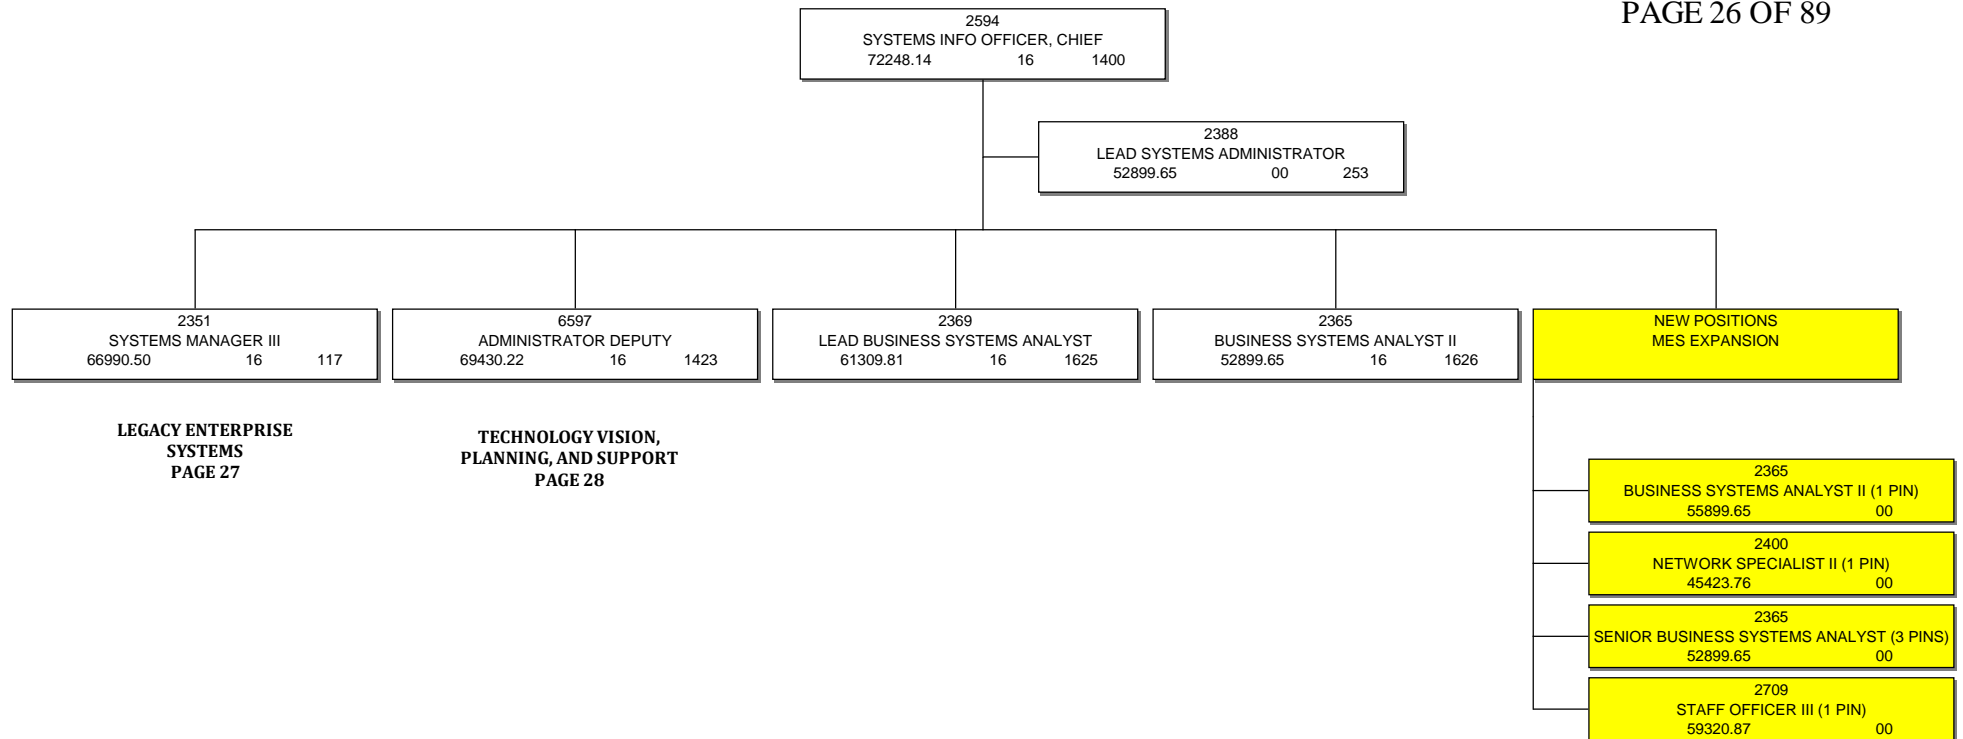 PAGE 26 OF 89
2594
SYSTEMS INFO OFFICER, CHIEF
72248.14 16 1400
2388
LEAD SYSTEMS ADMINISTRATOR
52899.65 00 253
2351
SYSTEMS MANAGER III
66990.50 16 117
6597
ADMINISTRATOR DEPUTY
69430.22 16 1423
2369
LEAD BUSINESS SYSTEMS ANALYST
61309.81 16 1625
2365
BUSINESS SYSTEMS ANALYST II
52899.65 16 1626
NEW POSITIONS
MES EXPANSION
LEGACY ENTERPRISE
SYSTEMS
PAGE 27
TECHNOLOGY VISION,
PLANNING, AND SUPPORT
PAGE 28
2365
BUSINESS SYSTEMS ANALYST II (1 PIN)
55899.65 00
2400
NETWORK SPECIALIST II (1 PIN)
45423.76 00
2365
SENIOR BUSINESS SYSTEMS ANALYST (3 PINS)
52899.65 00
2709
STAFF OFFICER III (1 PIN)
59320.87 00